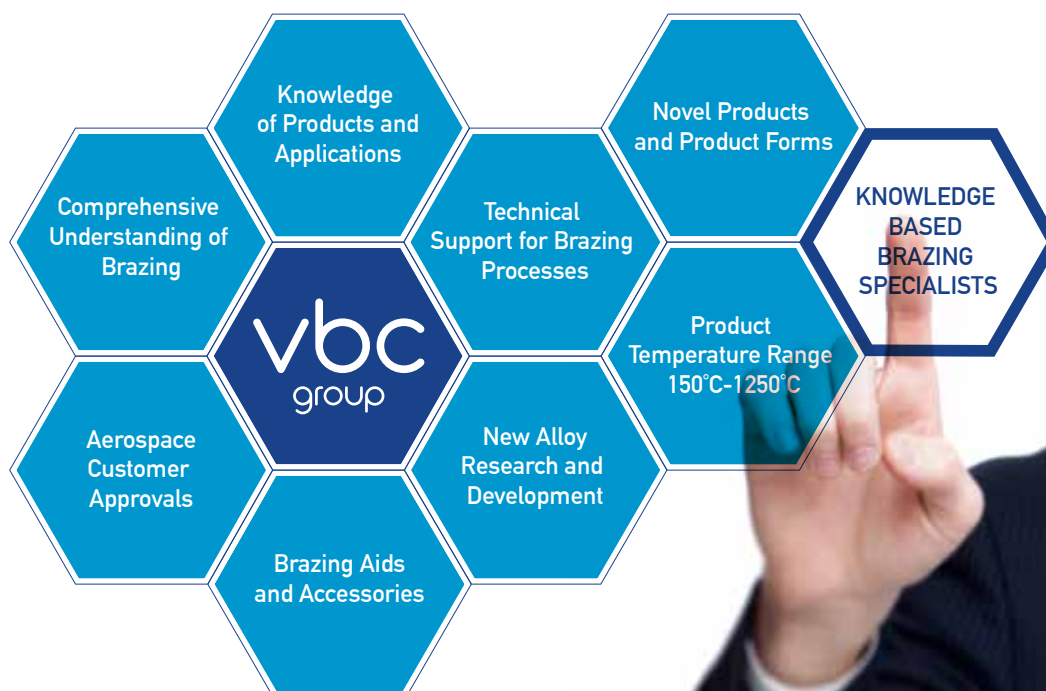 Knowledge
of Products and
Applications
Novel Products
and Product Forms
KNOWLEDGE
BASED
BRAZING
SPECIALISTS
Comprehensive
Understanding of
Brazing
Technical
Support for Brazing
Processes
vbc
group
Product
Temperature Range
150°C-1250°C
Aerospace
Customer
Approvals
New Alloy
Research and
Development
Brazing Aids
and Accessories